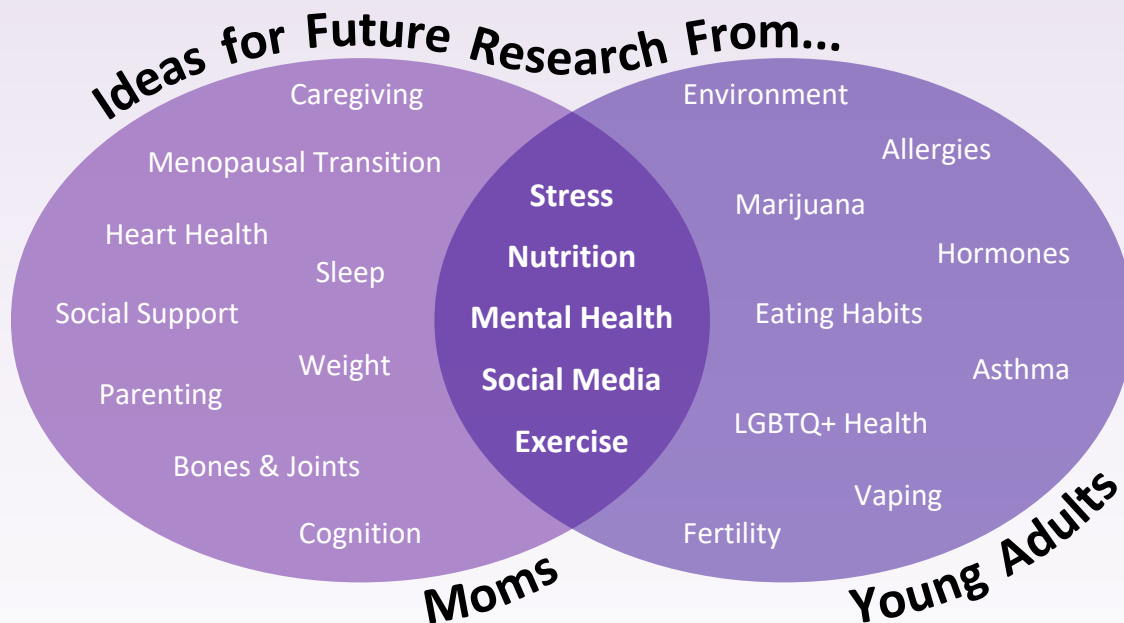 Ideas for Future Research From...
Caregiving
Menopausal Transition
Heart Health
Sleep
Social Support
Weight
Parenting
Bones & Joints
Cognition
Stress
Nutrition
Mental Health
Social Media
Exercise
Environment
Allergies
Marijuana
Hormones
Eating Habits
Asthma
LGBTQ+ Health
Vaping
Fertility
Moms
Young Adults